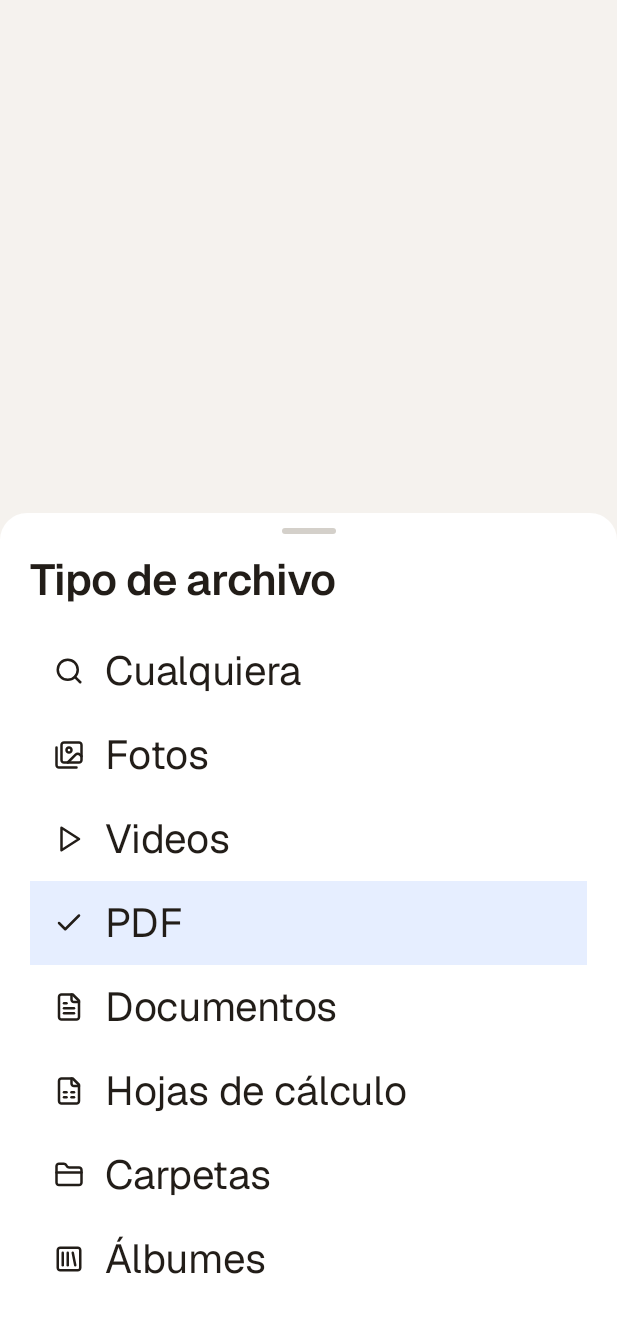 Tipo de archivo
Cualquiera
Fotos
Videos
PDF
Documentos
Hojas de cálculo
Carpetas
Álbumes